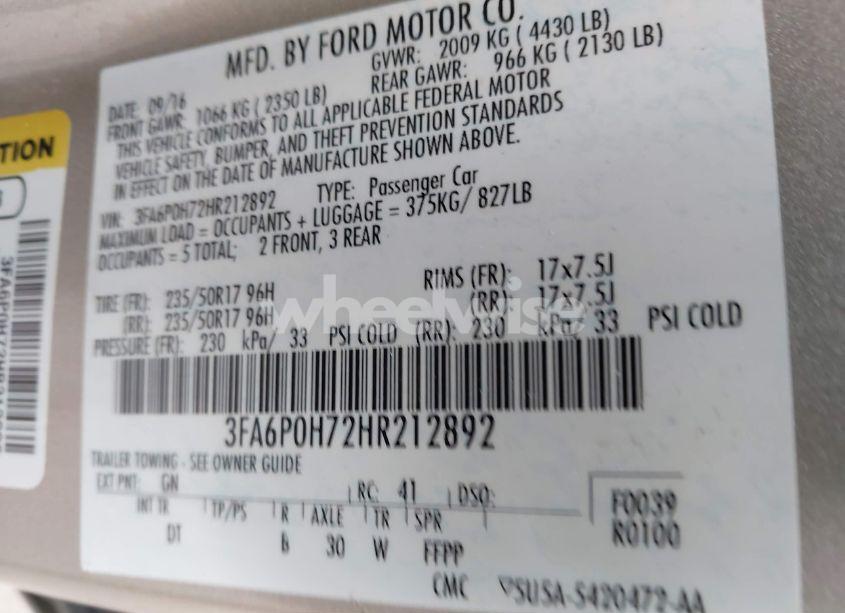 MFD. BY FORD MOTOR CO.
DATE: 09/16 GVWR: 2009 KG ( 4430 LB)
FRONT GAWR: 1066 KG ( 2350 LB) REAR GAWR: 966 KG ( 2130 LB)
THIS VEHICLE CONFORMS TO ALL APPLICABLE FEDERAL MOTOR
VEHICLE SAFETY, BUMPER, AND THEFT PREVENTION STANDARDS
IN EFFECT ON THE DATE OF MANUFACTURE SHOWN ABOVE.
VIN: 3FA6P0H72HR212892 TYPE: Passenger Car
MAXIMUM LOAD = OCCUPANTS + LUGGAGE = 375KG/ 827LB
OCCUPANTS = 5 TOTAL; 2 FRONT, 3 REAR
TIRE (FR): 235/50R17 96H RIMS (FR): 17x7.5J
(RR): 235/50R17 96H (RR): 17x7.5J
PRESSURE (FR): 230 kPa/ 33 PSI COLD (RR): 230 kPa/ 33 PSI COLD
3FA6P0H72HR212892
TRAILER TOWING - SEE OWNER GUIDE
EXT PNT: GN RC: 41 DSO:
INT TR TP/PS R AXLE TR SPR
DT B 30 W FFPP
F0039
R0100
CMC SUSA-S420472-AA
TION
wheelwise